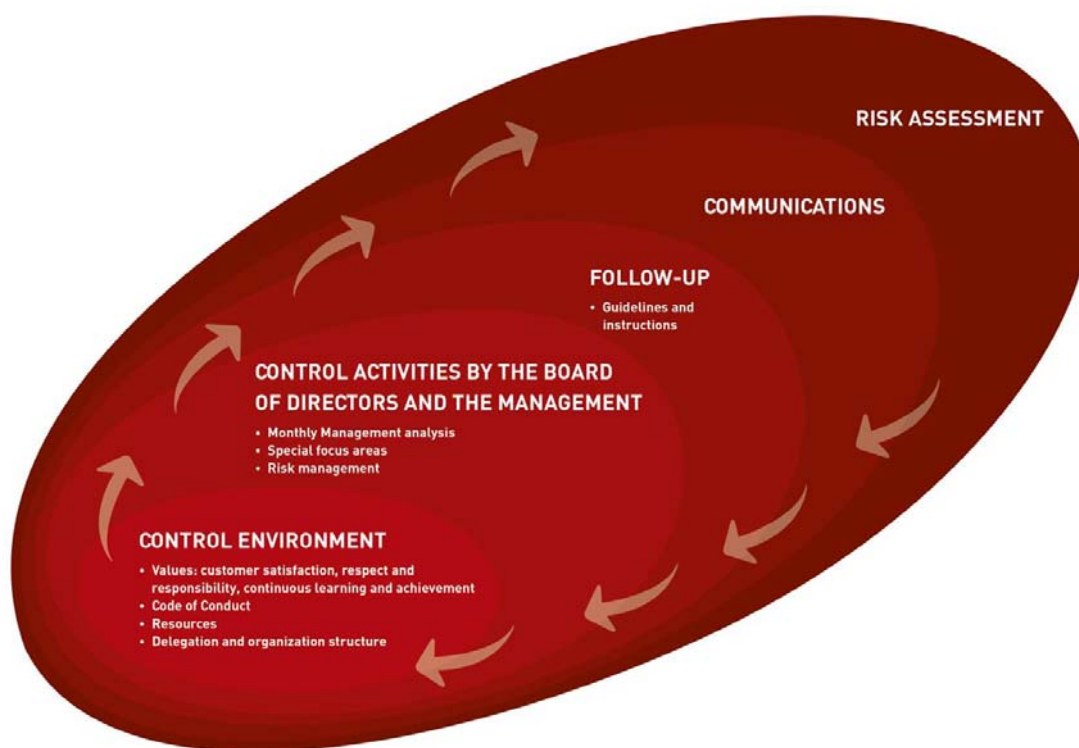 RISK ASSESSMENT
COMMUNICATIONS
FOLLOW-UP
• Guidelines and
instructions
CONTROL ACTIVITIES BY THE BOARD
OF DIRECTORS AND THE MANAGEMENT
• Monthly Management analysis
• Special focus areas
• Risk management
CONTROL ENVIRONMENT
• Values: customer satisfaction, respect and
responsibility, continuous learning and achievement
• Code of Conduct
• Resources
• Delegation and organization structure